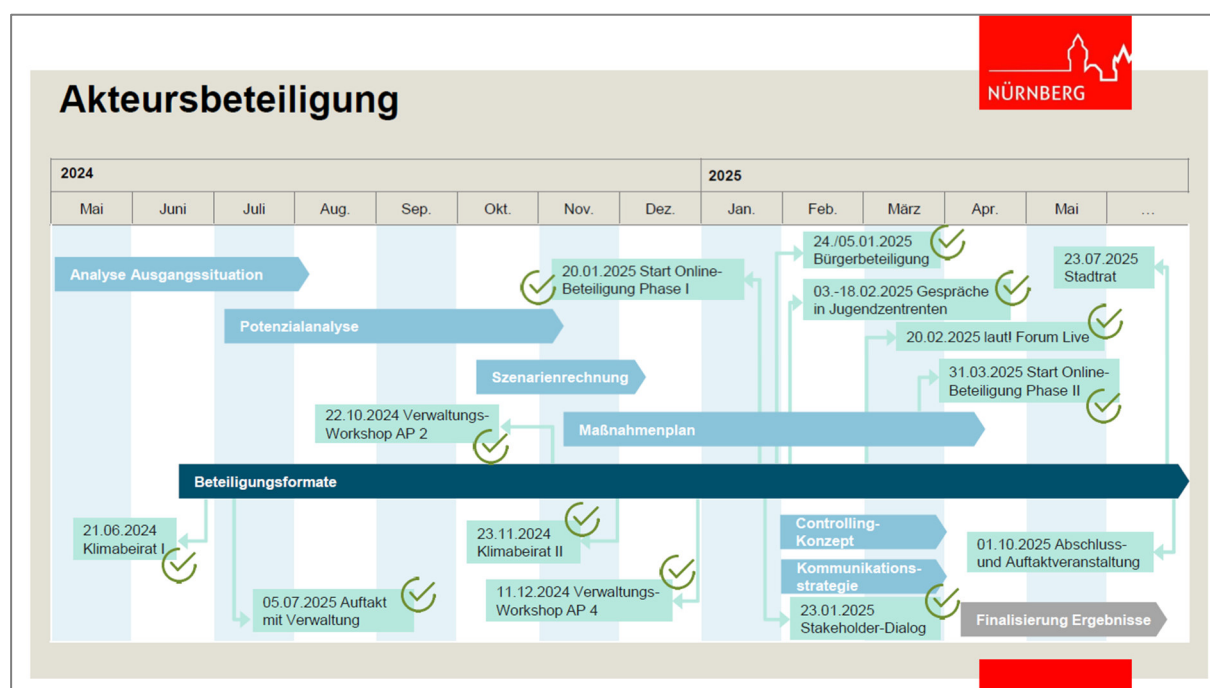 NÜRNBERG
Akteursbeteiligung
2024 2025
Mai Juni Juli Aug. Sep. Okt. Nov. Dez. Jan. Feb. März Apr. Mai ...
Analyse Ausgangssituation
20.01.2025 Start Online-
Beteiligung Phase I
24./05.01.2025
Bürgerbeteiligung
23.07.2025
Stadtrat
03.-18.02.2025 Gespräche
in Jugendzentrenten
Potenzialanalyse
20.02.2025 laut! Forum Live
Szenarienrechnung
31.03.2025 Start Online-
Beteiligung Phase II
22.10.2024 Verwaltungs-
Workshop AP 2
Maßnahmenplan
Beteiligungsformate
21.06.2024
Klimabeirat I
23.11.2024
Klimabeirat II
Controlling-
Konzept
01.10.2025 Abschluss-
und Auftaktveranstaltung
Kommunikations-
strategie
05.07.2025 Auftakt
mit Verwaltung
11.12.2024 Verwaltungs-
Workshop AP 4
23.01.2025
Stakeholder-Dialog
Finalisierung Ergebnisse